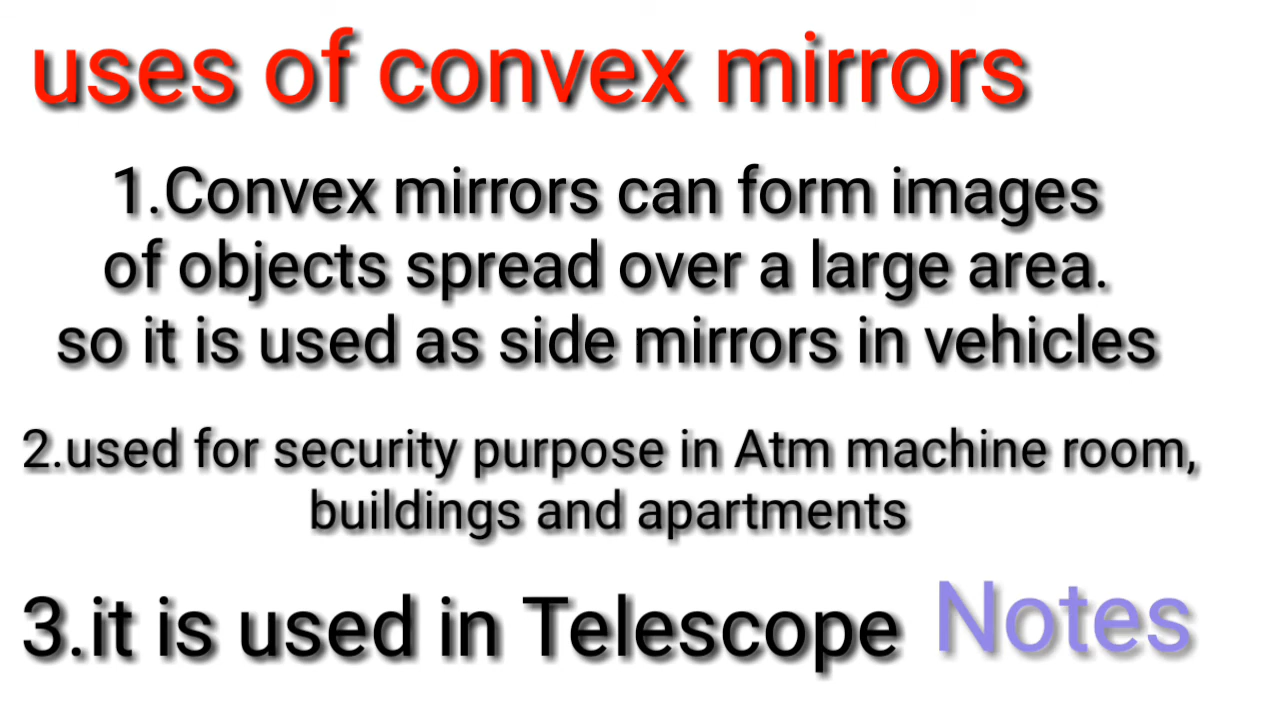 uses of convex mirrors
1.Convex mirrors can form images
of objects spread over a large area.
so it is used as side mirrors in vehicles
2.used for security purpose in Atm machine room,
buildings and apartments
3.it is used in Telescope Notes